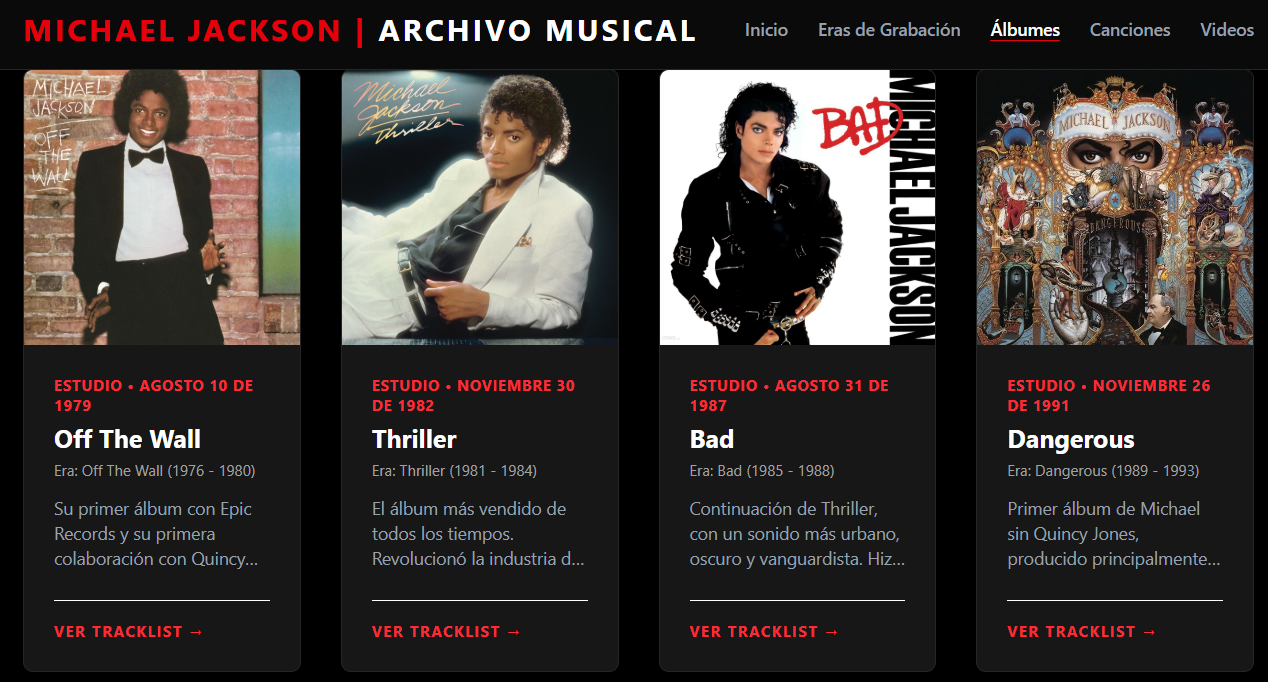 MICHAEL JACKSON | ARCHIVO MUSICAL
Inicio
Eras de Grabación
Álbumes
Canciones
Videos
MICHAEL
JACKSON
OFF
THE
WALL
ESTUDIO • AGOSTO 10 DE
1979
Off The Wall
Era: Off The Wall (1976 - 1980)
Su primer álbum con Epic
Records y su primera
colaboración con Quincy...
VER TRACKLIST →
Michael
Jackson
Thriller
ESTUDIO • NOVIEMBRE 30
DE 1982
Thriller
Era: Thriller (1981 - 1984)
El álbum más vendido de
todos los tiempos.
Revolucionó la industria d...
VER TRACKLIST →
BAD
MICHAEL JACKSON
ESTUDIO • AGOSTO 31 DE
1987
Bad
Era: Bad (1985 - 1988)
Continuación de Thriller,
con un sonido más urbano,
oscuro y vanguardista. Hiz...
VER TRACKLIST →
MICHAEL JACKSON
DANGEROUS
ESTUDIO • NOVIEMBRE 26
DE 1991
Dangerous
Era: Dangerous (1989 - 1993)
Primer álbum de Michael
sin Quincy Jones,
producido principalmente...
VER TRACKLIST →